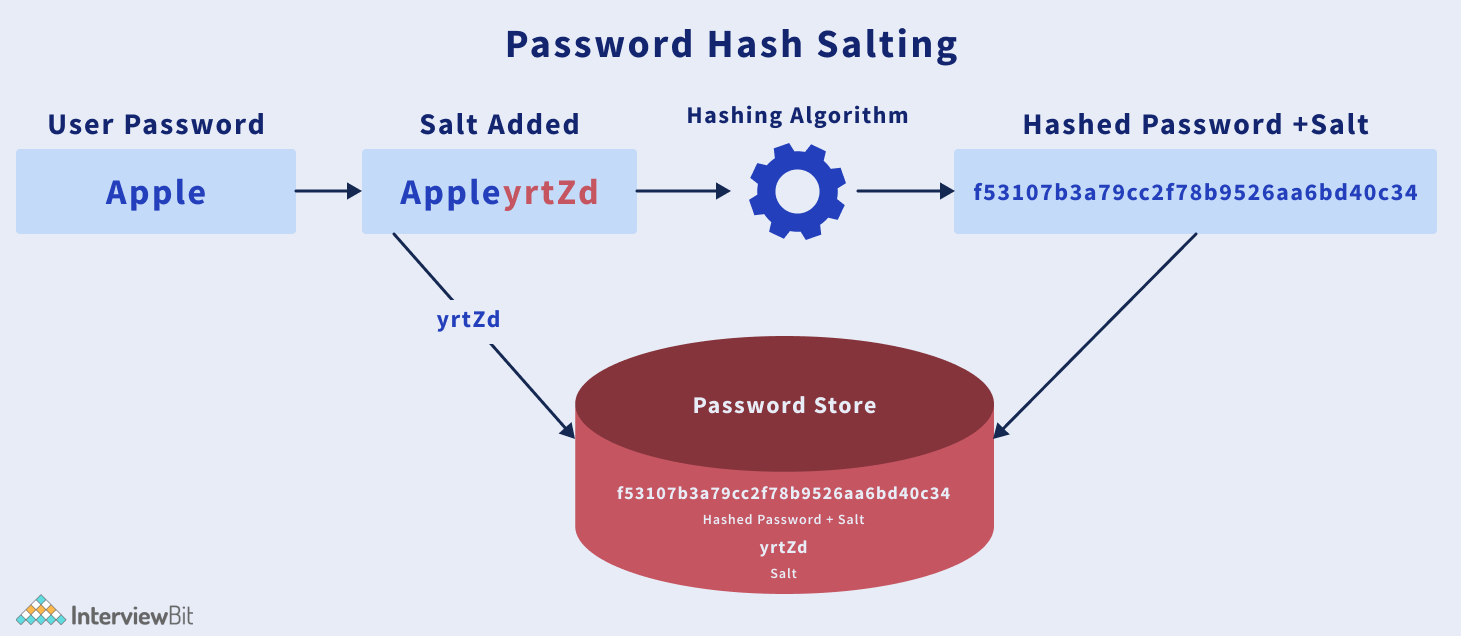 Password Hash Salting
User Password
Salt Added
Hashing Algorithm
Hashed Password +Salt
Apple
AppleyrtZd
f53107b3a79cc2f78b9526aa6bd40c34
yrtZd
Password Store
f53107b3a79cc2f78b9526aa6bd40c34
Hashed Password + Salt
yrtZd
Salt
InterviewBit